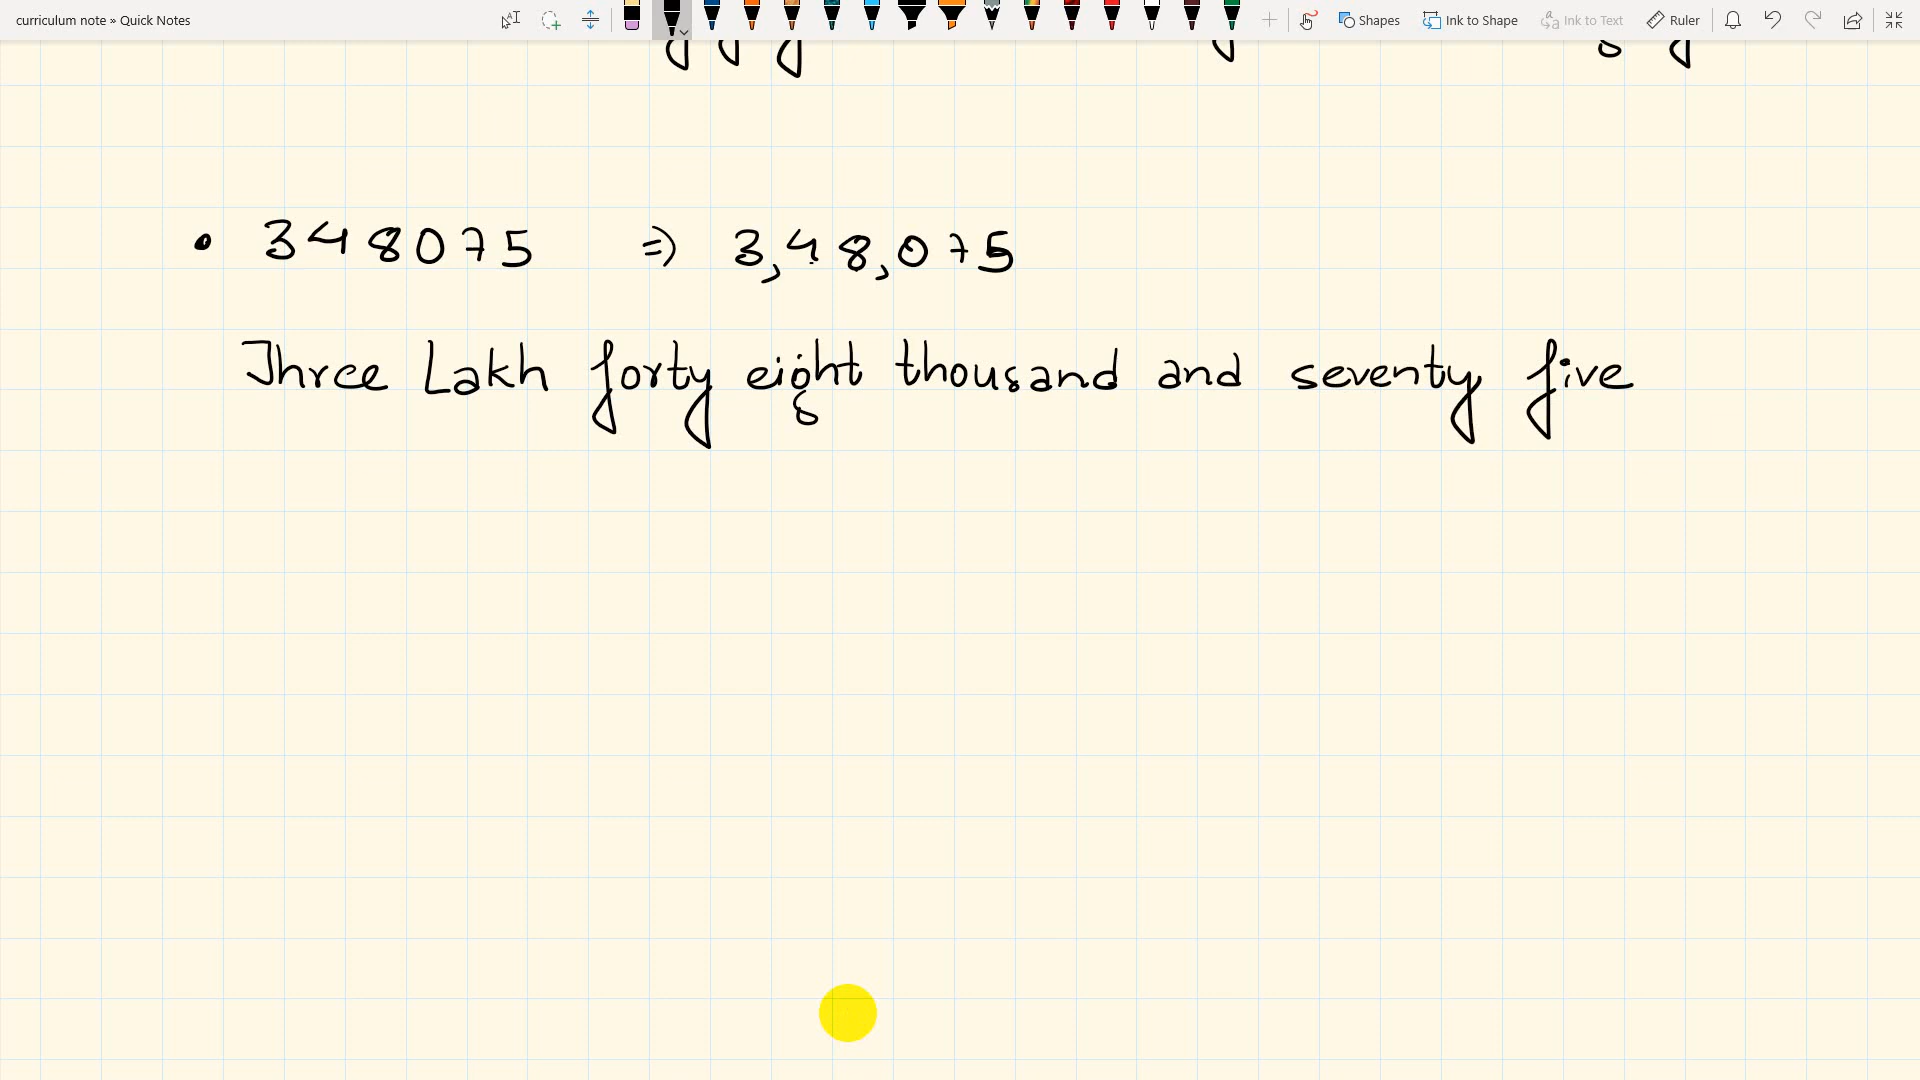 curriculum note » Quick Notes
Shapes Ink to Shape Ink to Text Ruler
• 348075 ⇒ 3,48,075
Three Lakh forty eight thousand and seventy five